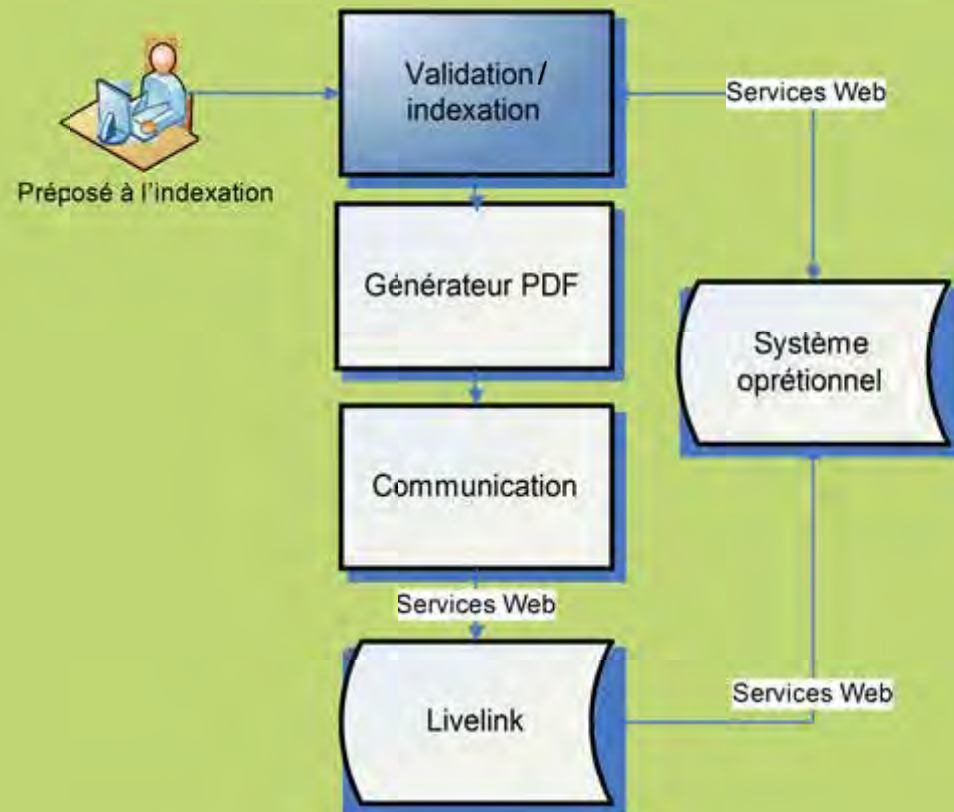 Validation/
indexation
Services Web
Préposé à l'indexation
Générateur PDF
Système
oprétionnel
Communication
Services Web
Services Web
Livelink